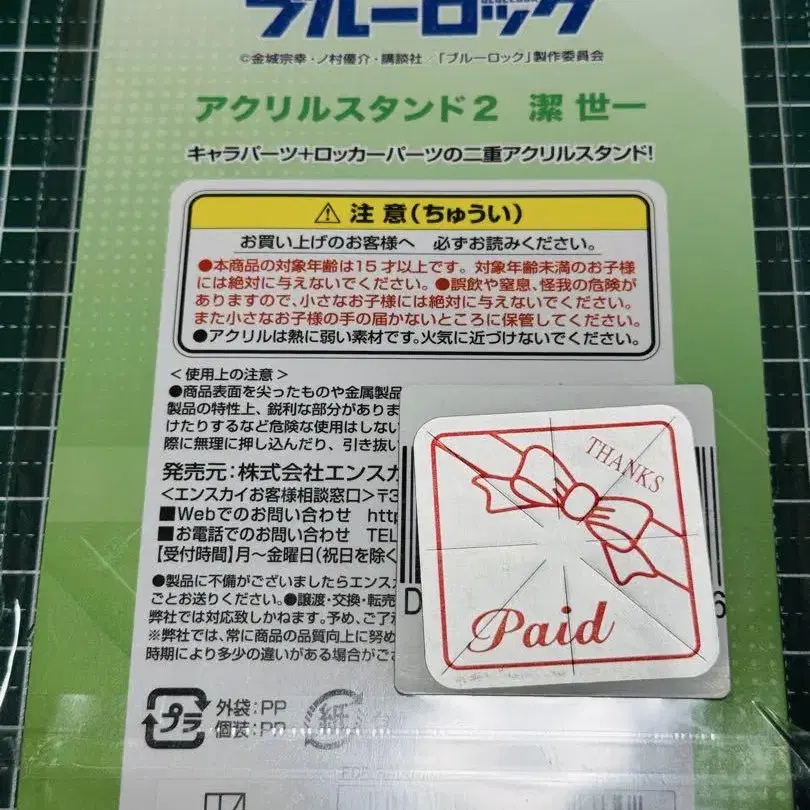 ブルーロック
©金城宗幸・ノ村優介・講談社/「ブルーロック」製作委員会
アクリルスタンド2 潔 世一
キャラパーツ+ロッカーパーツの二重アクリルスタンド!
⚠ 注 意(ちゅうい)
お買い上げのお客様へ 必ずお読みください。
●本商品の対象年齢は15才以上です。対象年齢未満のお子様
には絶対に与えないでください。●誤飲や窒息、怪我の危険が
ありますので、小さなお子様には絶対に与えないでください。
また小さなお子様の手の届かないところに保管してください。
●アクリルは熱に弱い素材です。火気に近づけないでください。
<使用上の注意>
●商品表面を尖ったものや金属製品
製品の特性上、鋭利な部分がありま
けたりするなど危険な使用はしない
際に無理に押し込んだり、引き抜い
発売元:株式会社エンスカ
<エンスカイお客様相談窓口>〒3
■Webでのお問い合わせ http
■お電話でのお問い合わせ TEL
【受付時間】月〜金曜日(祝日を除く
●製品に不備がございましたらエンスカ
ごとお送りください。●譲渡・交換・転売
弊社では対応致しかねます。予め、ご了
※弊社では、常に商品の品質向上に努め
時期により多少の違いがある場合がご
THANKS
Paid
D
6
プラ
外袋:PP
個装:PP
紙